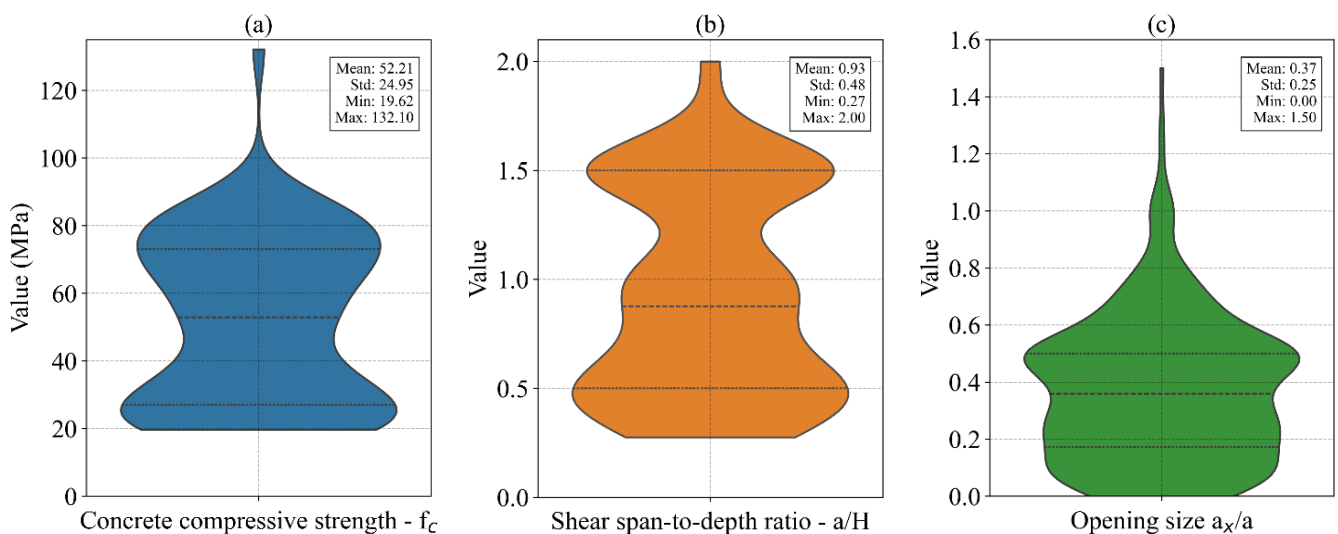 (a)
Value (MPa)
120
100
80
60
40
20
0
Mean: 52.21
Std: 24.95
Min: 19.62
Max: 132.10
Concrete compressive strength - f_c
(b)
Value
2.0
1.5
1.0
0.5
0.0
Mean: 0.93
Std: 0.48
Min: 0.27
Max: 2.00
Shear span-to-depth ratio - a/H
(c)
Value
1.6
1.4
1.2
1.0
0.8
0.6
0.4
0.2
0.0
Mean: 0.37
Std: 0.25
Min: 0.00
Max: 1.50
Opening size a_x/a